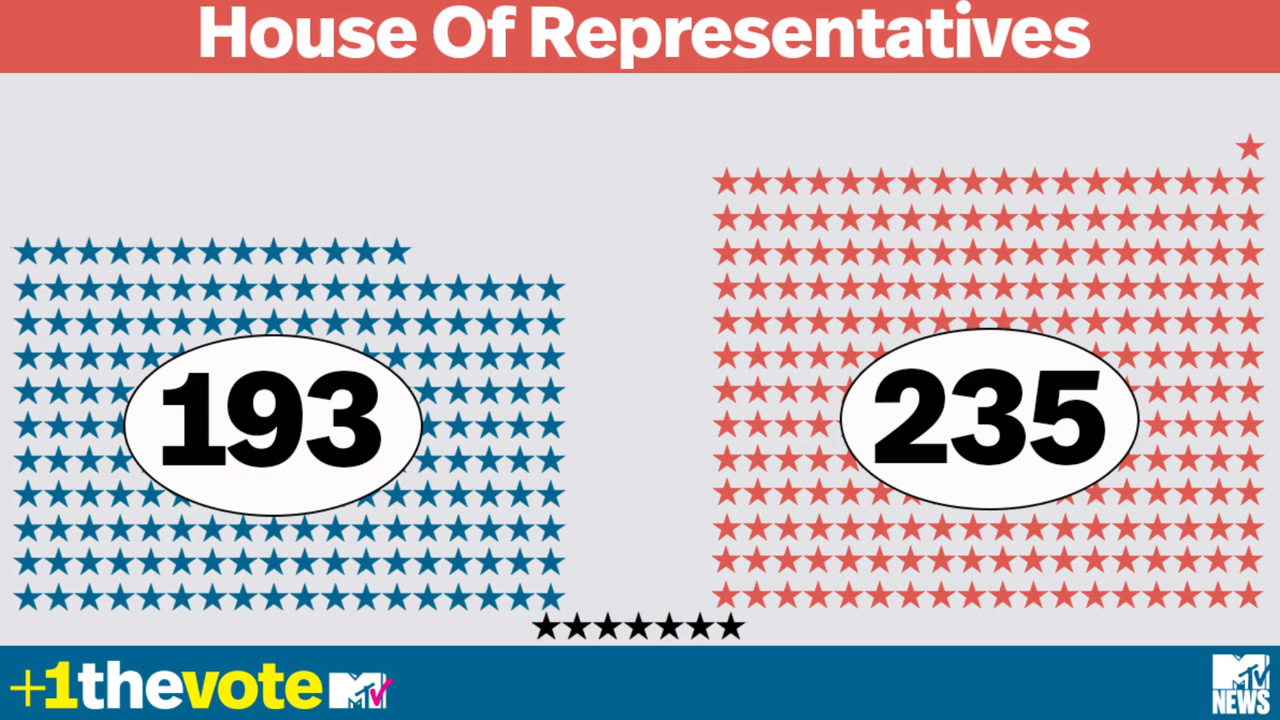 House Of Representatives
193
235
+1thevote MTV
MTV
NEWS